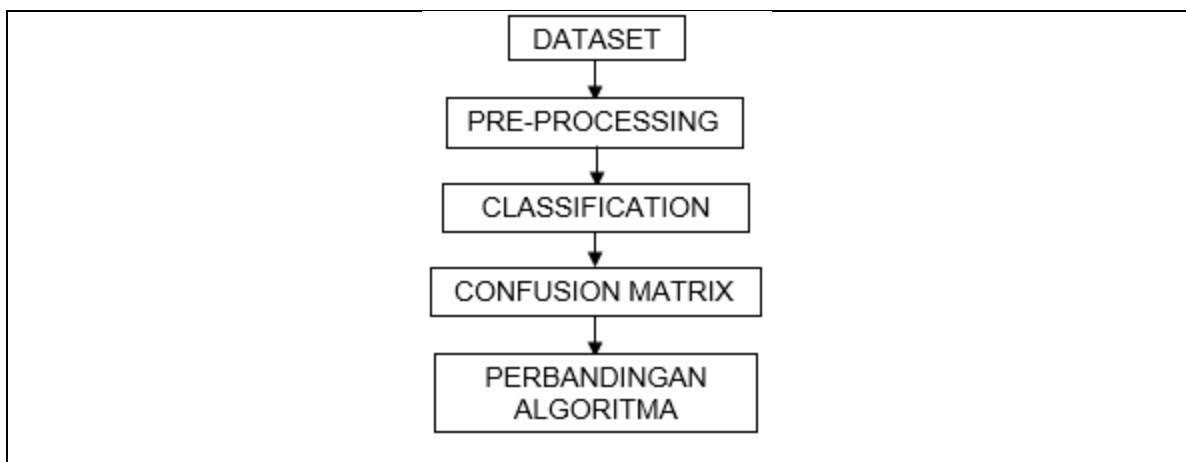 DATASET
PRE-PROCESSING
CLASSIFICATION
CONFUSION MATRIX
PERBANDINGAN
ALGORITMA